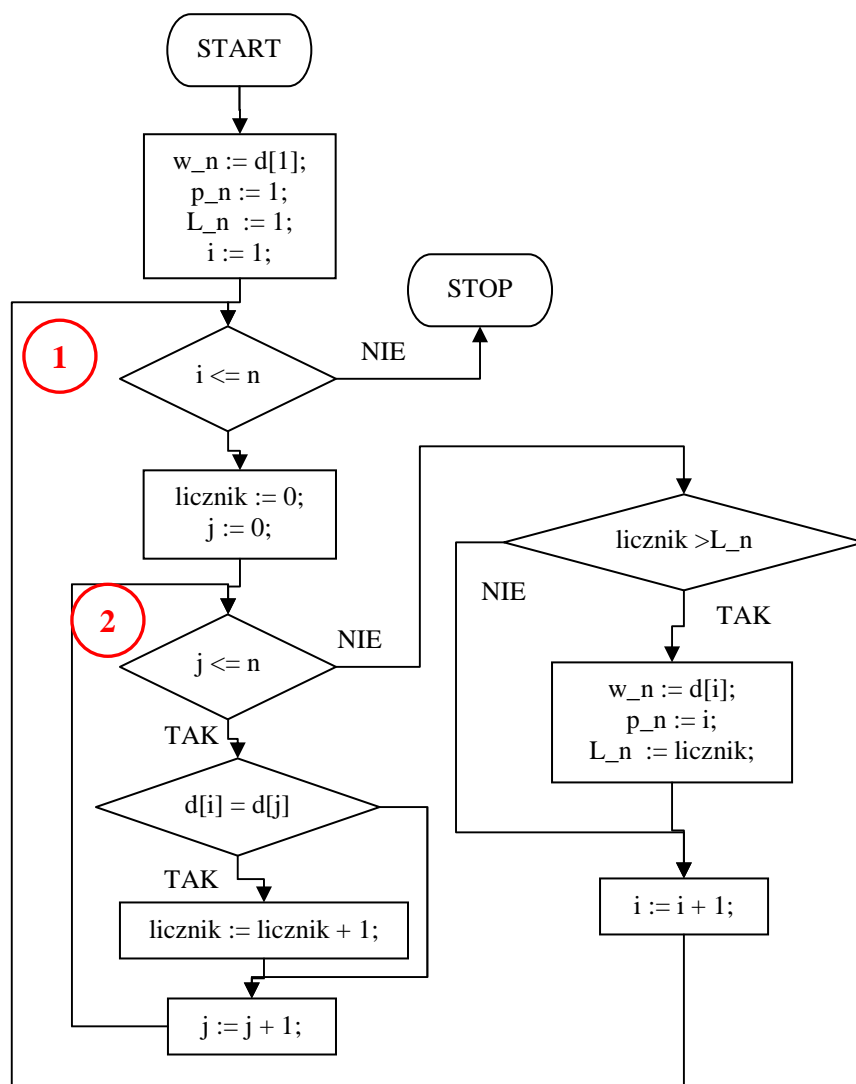 START
w_n := d[1];
p_n := 1;
L_n := 1;
i := 1;
STOP
1
NIE
i <= n
licznik := 0;
j := 0;
licznik >L_n
NIE
2
TAK
NIE
j <= n
w_n := d[i];
p_n := i;
L_n := licznik;
TAK
d[i] = d[j]
TAK
i := i + 1;
licznik := licznik + 1;
j := j + 1;